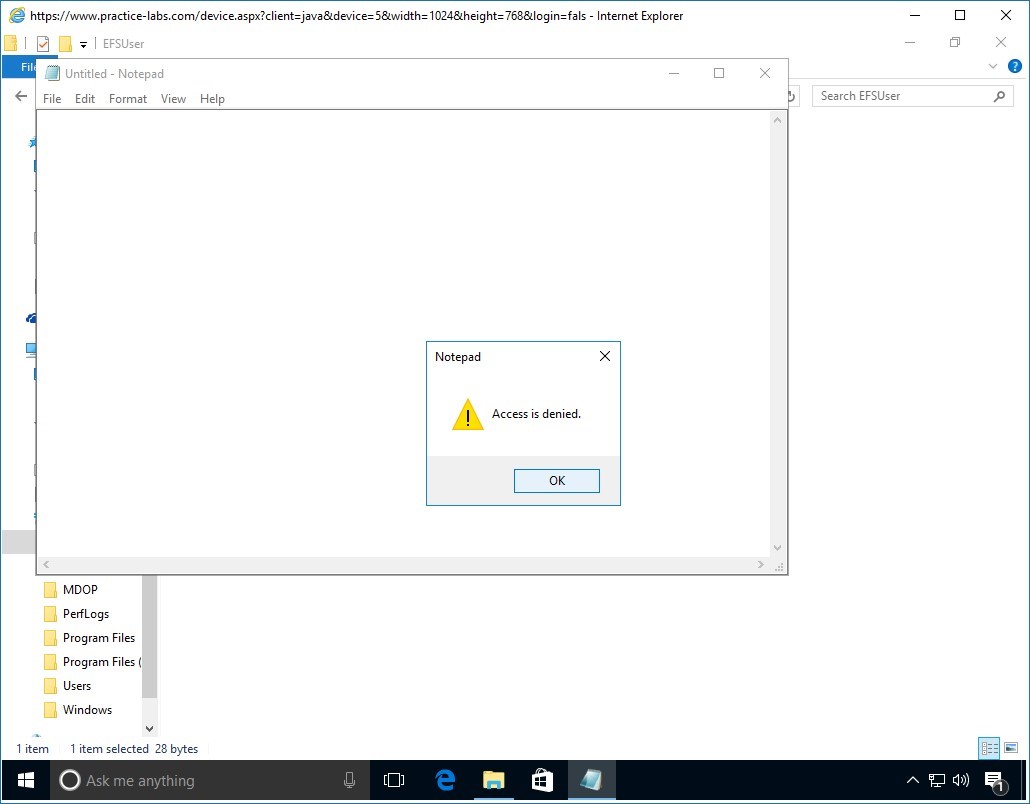 https://www.practice-labs.com/device.aspx?client=java&device=5&width=1024&height=768&login=fals - Internet Explorer
EFSUser
Untitled - Notepad
File Edit Format View Help
Search EFSUser
Notepad
Access is denied.
OK
MDOP
PerfLogs
Program Files
Program Files (
Users
Windows
1 item 1 item selected 28 bytes
Ask me anything
1